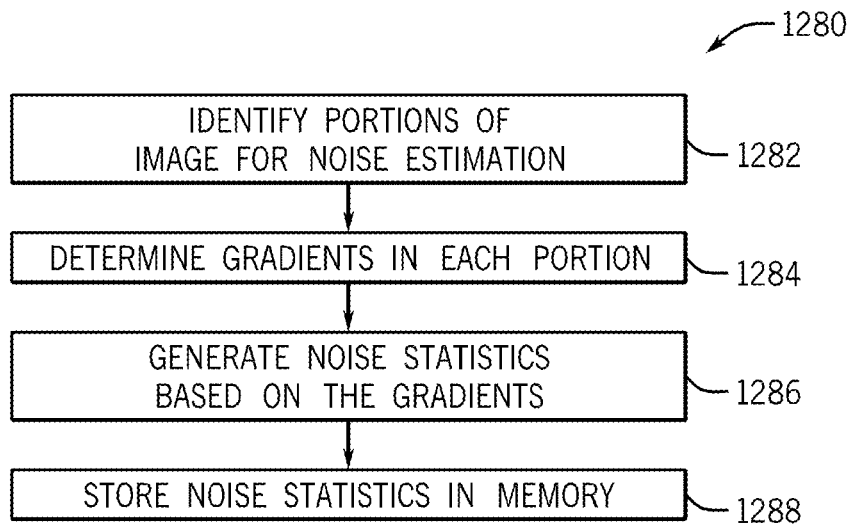 1280
IDENTIFY PORTIONS OF
IMAGE FOR NOISE ESTIMATION
1282
DETERMINE GRADIENTS IN EACH PORTION
1284
GENERATE NOISE STATISTICS
BASED ON THE GRADIENTS
1286
STORE NOISE STATISTICS IN MEMORY
1288